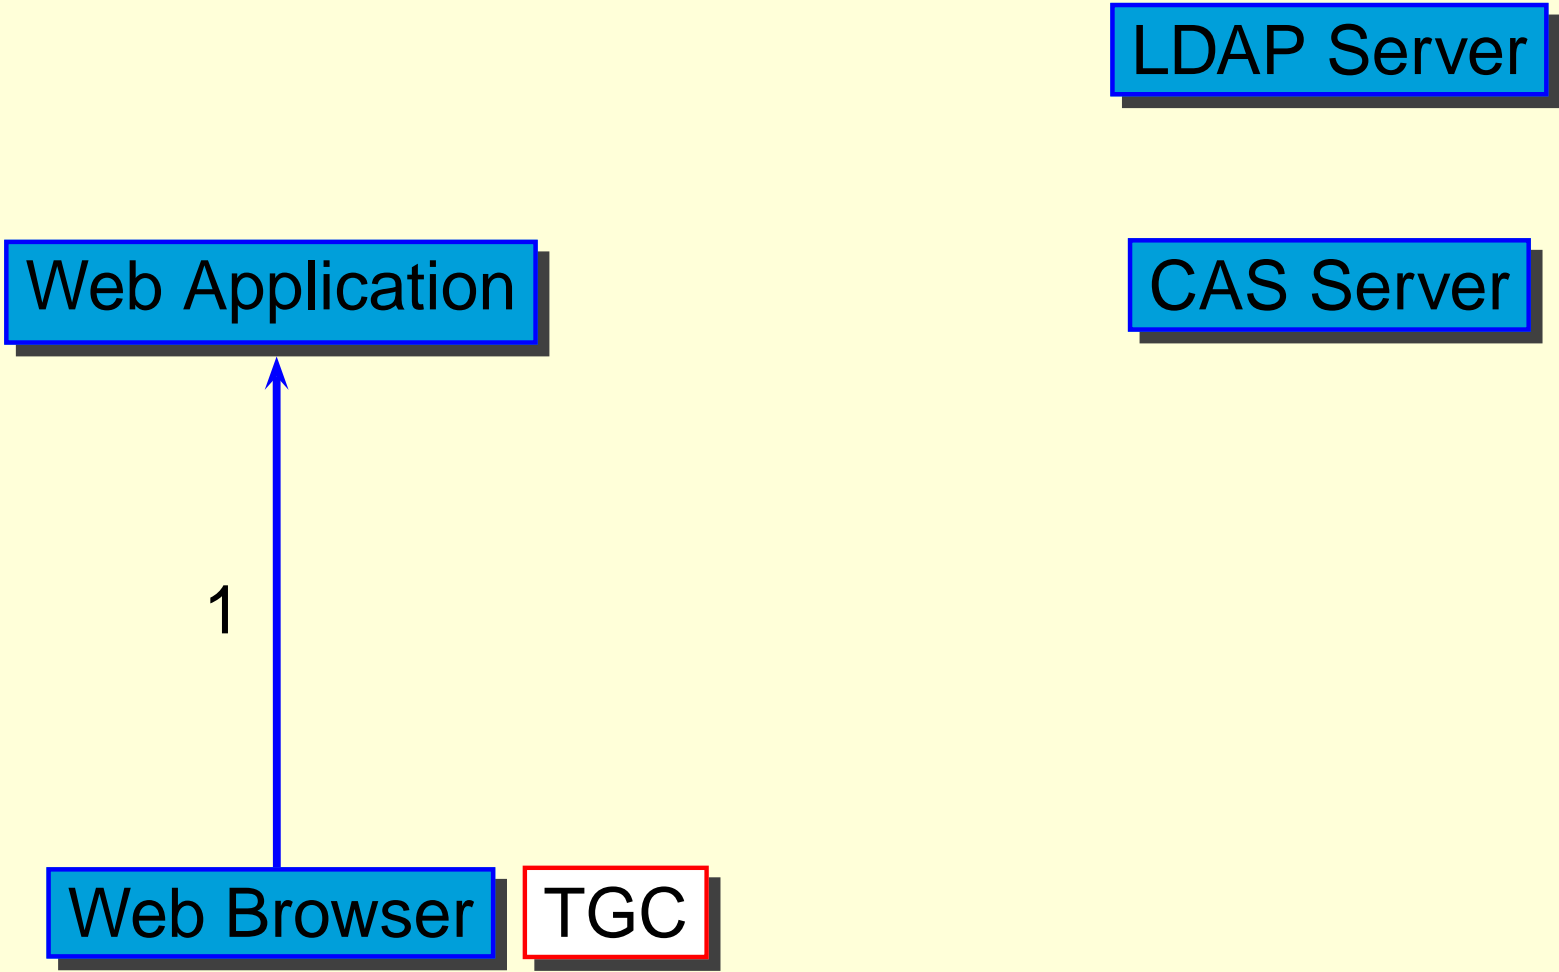 LDAP Server
Web Application
CAS Server
1
Web Browser
TGC